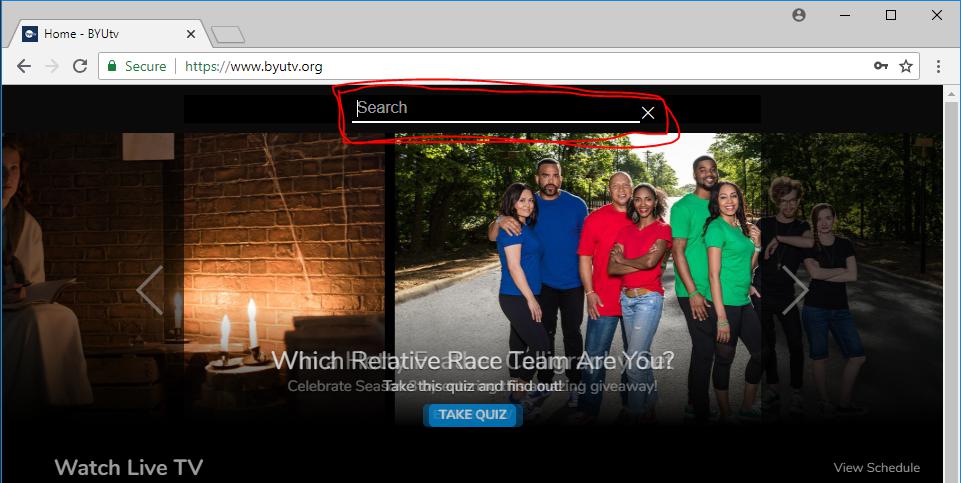 Home - BYUtv
Secure
https://www.byutv.org
Search
Which Relative Race Team Are You?
Take this quiz and find out!
TAKE QUIZ
Watch Live TV
View Schedule